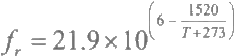 f_r = 21.9 × 10^(6 − 1520/(T + 273))